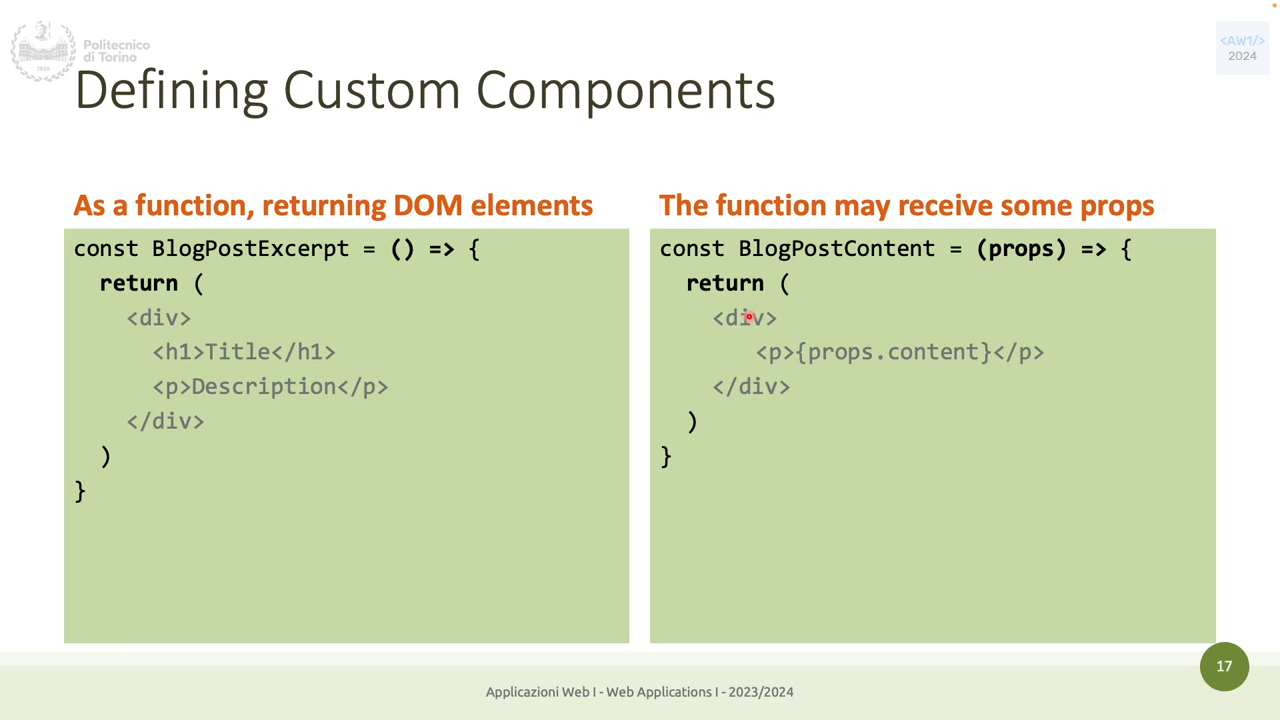 Politecnico
di Torino
1859
<AW1/>
2024
Defining Custom Components
As a function, returning DOM elements
const BlogPostExcerpt = () => {
  return (
    <div>
      <h1>Title</h1>
      <p>Description</p>
    </div>
  )
}
The function may receive some props
const BlogPostContent = (props) => {
  return (
    <div>
       <p>{props.content}</p>
    </div>
  )
}
17
Applicazioni Web I - Web Applications I - 2023/2024